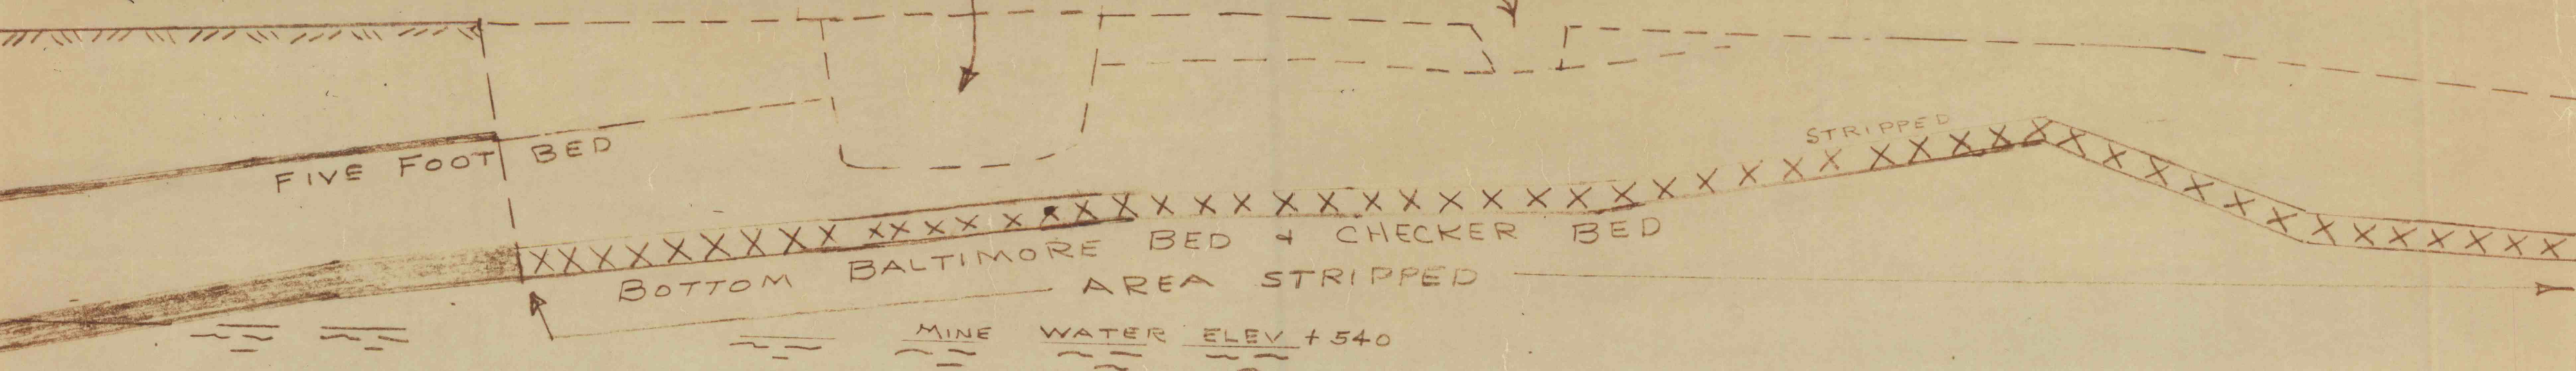 STRIPPED
FIVE FOOT BED
BOTTOM BALTIMORE BED & CHECKER BED
AREA STRIPPED
MINE WATER ELEV + 540